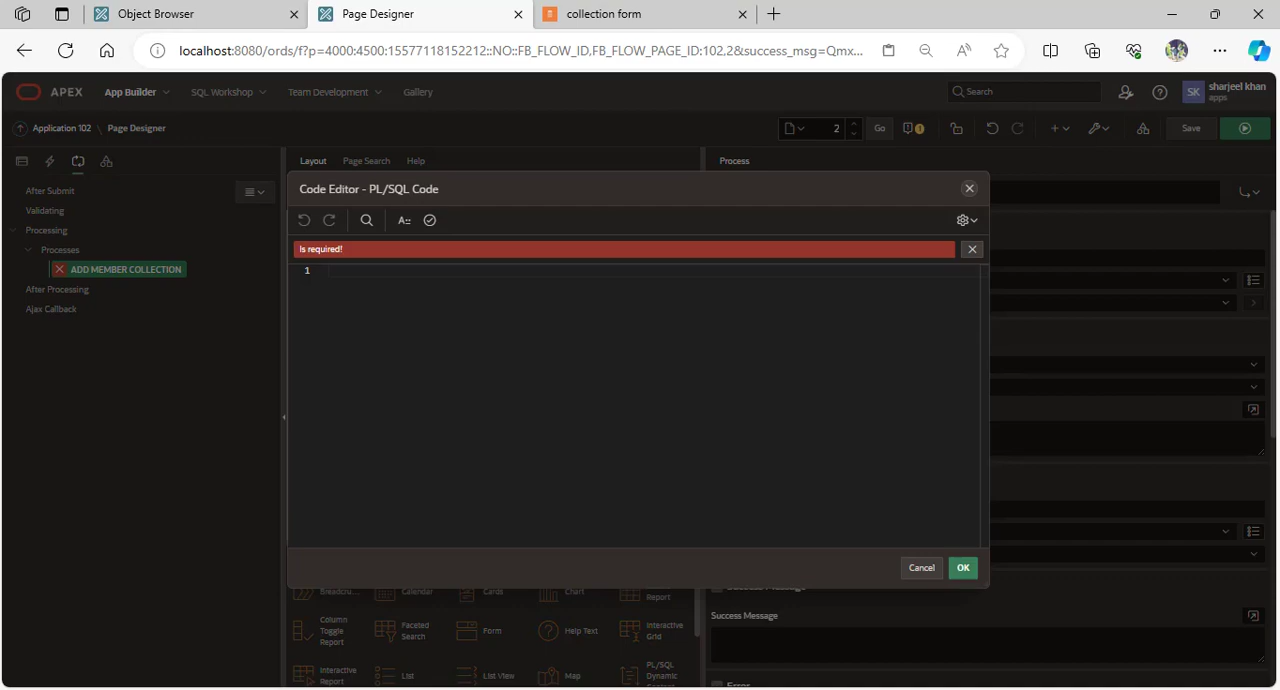 Object Browser
Page Designer
collection form
localhost:8080/ords/f?p=4000:4500:15577118152212::NO::FB_FLOW_ID,FB_FLOW_PAGE_ID:102,2&success_msg=Qmx...
APEX
App Builder
SQL Workshop
Team Development
Gallery
Search
SK
sharjeel khan
apps
Application 102 \ Page Designer
2
Go
1
Save
Layout
Page Search
Help
Process
After Submit
Validating
Processing
Processes
ADD MEMBER COLLECTION
After Processing
Ajax Callback
Code Editor - PL/SQL Code
Is required!
1
Cancel
OK
Calendar
Cards
Chart
Report
Column
Toggle
Report
Faceted
Search
Form
Help Text
Interactive
Grid
Interactive
Report
List
List View
Map
PL/SQL
Dynamic
Success Message
Success Message
Error